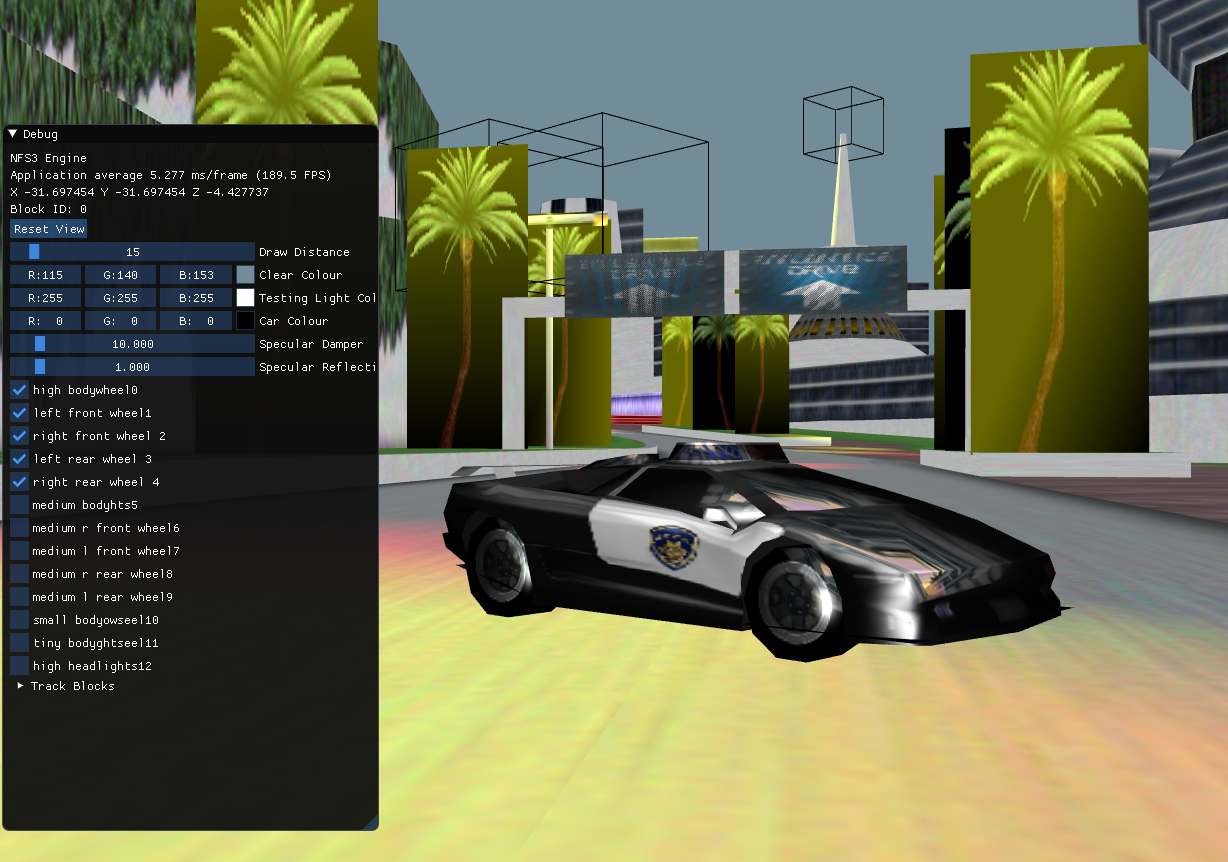 Debug
NFS3 Engine
Application average 5.277 ms/frame (189.5 FPS)
X -31.697454 Y -31.697454 Z -4.427737
Block ID: 0
Reset View
15 Draw Distance
R:115 G:140 B:153 Clear Colour
R:255 G:255 B:255 Testing Light Col
R: 0 G: 0 B: 0 Car Colour
10.000 Specular Damper
1.000 Specular Reflecti
high bodywheel0
left front wheel1
right front wheel 2
left rear wheel 3
right rear wheel 4
medium bodyhts5
medium r front wheel6
medium l front wheel7
medium r rear wheel8
medium l rear wheel9
small bodyowseel10
tiny bodyghtseel11
high headlights12
Track Blocks
DRIVE
DRIVE